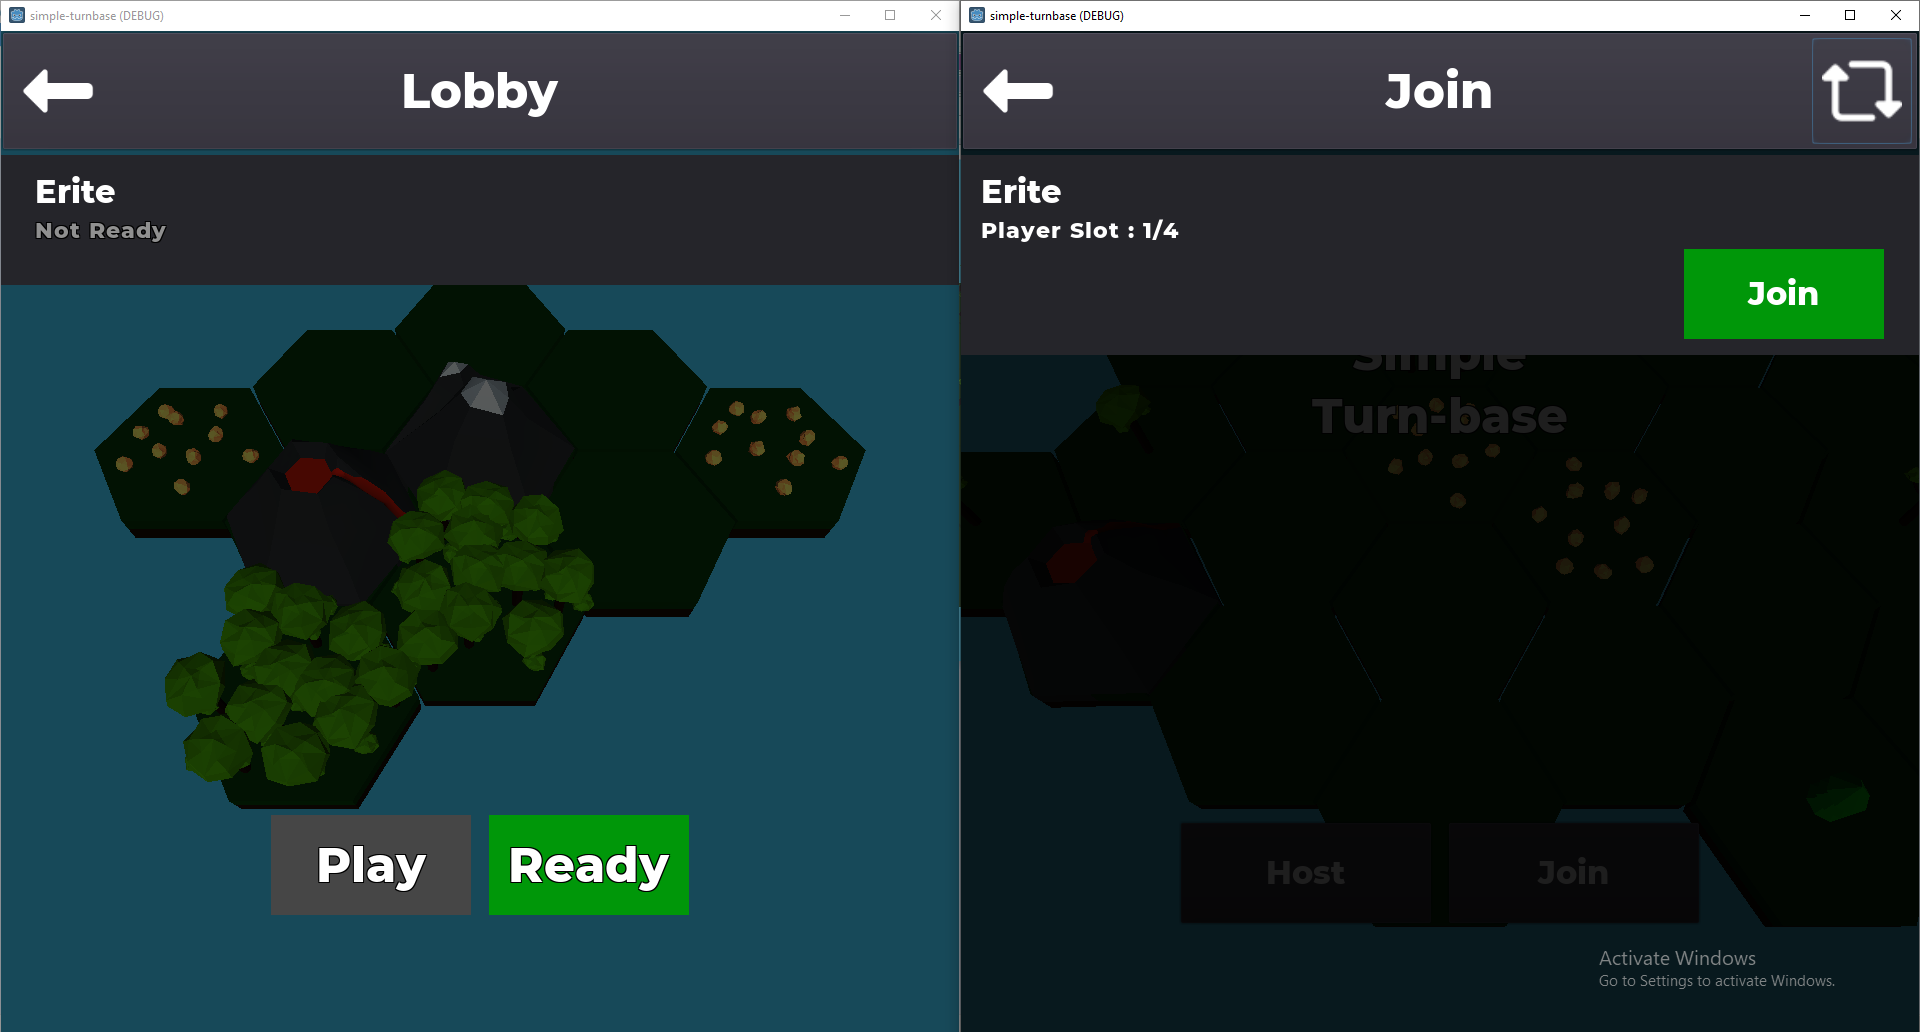 simple-turnbase (DEBUG)
Lobby
Erite
Not Ready
Play
Ready
simple-turnbase (DEBUG)
Join
Erite
Player Slot : 1/4
Join
Simple
Turn-base
Host
Join
Activate Windows
Go to Settings to activate Windows.